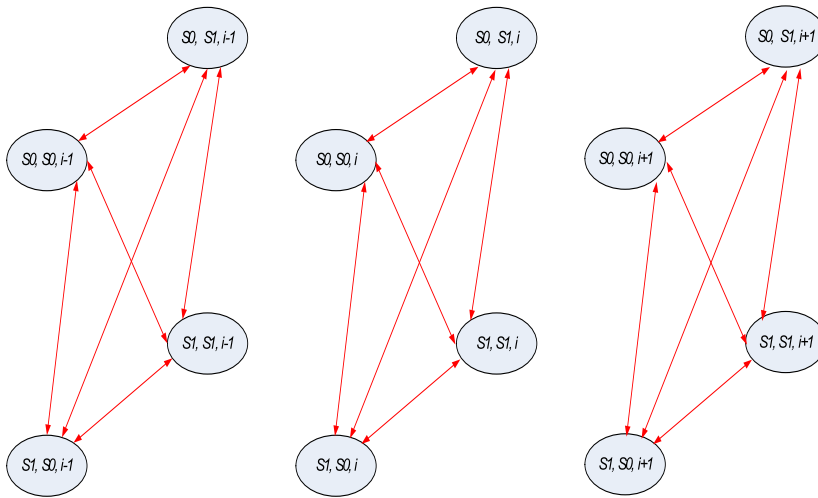 S0, S1, i-1
S0, S1, i
S0, S1, i+1
S0, S0, i-1
S0, S0, i
S0, S0, i+1
S1, S1, i-1
S1, S1, i
S1, S1, i+1
S1, S0, i-1
S1, S0, i
S1, S0, i+1